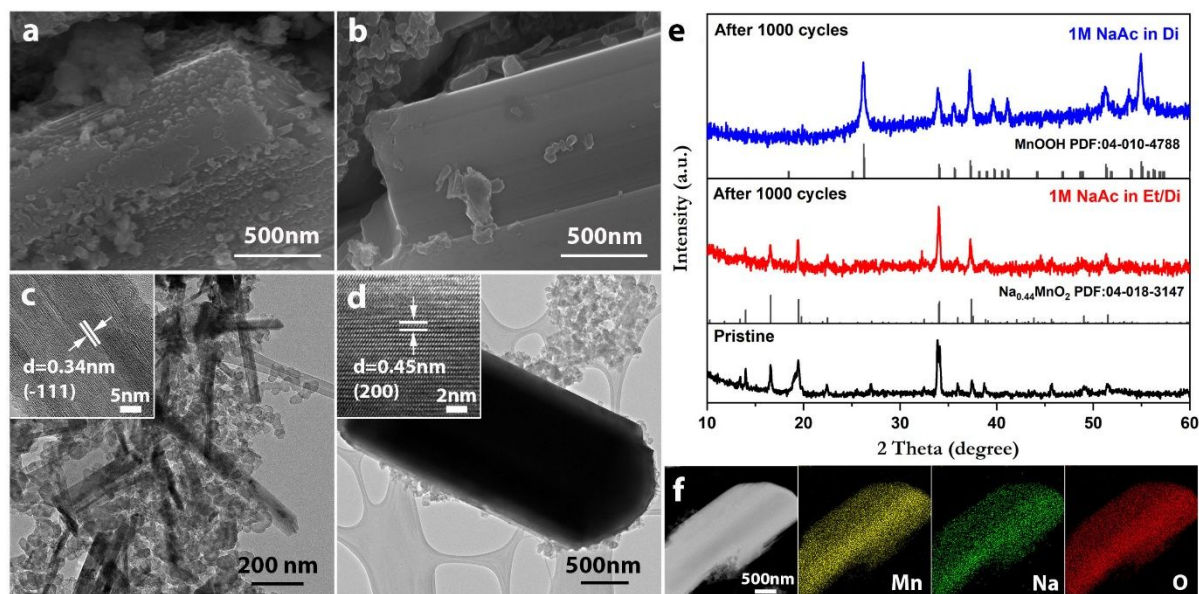 a
500nm
b
500nm
c
d=0.34nm
(-111)
5nm
200 nm
d
d=0.45nm
(200)
2nm
500nm
e
After 1000 cycles
1M NaAc in Di
MnOOH PDF:04-010-4788
After 1000 cycles
1M NaAc in Et/Di
Na0.44MnO2 PDF:04-018-3147
Pristine
Intensity (a.u.)
10 20 30 40 50 60
2 Theta (degree)
f
500nm
Mn
Na
O